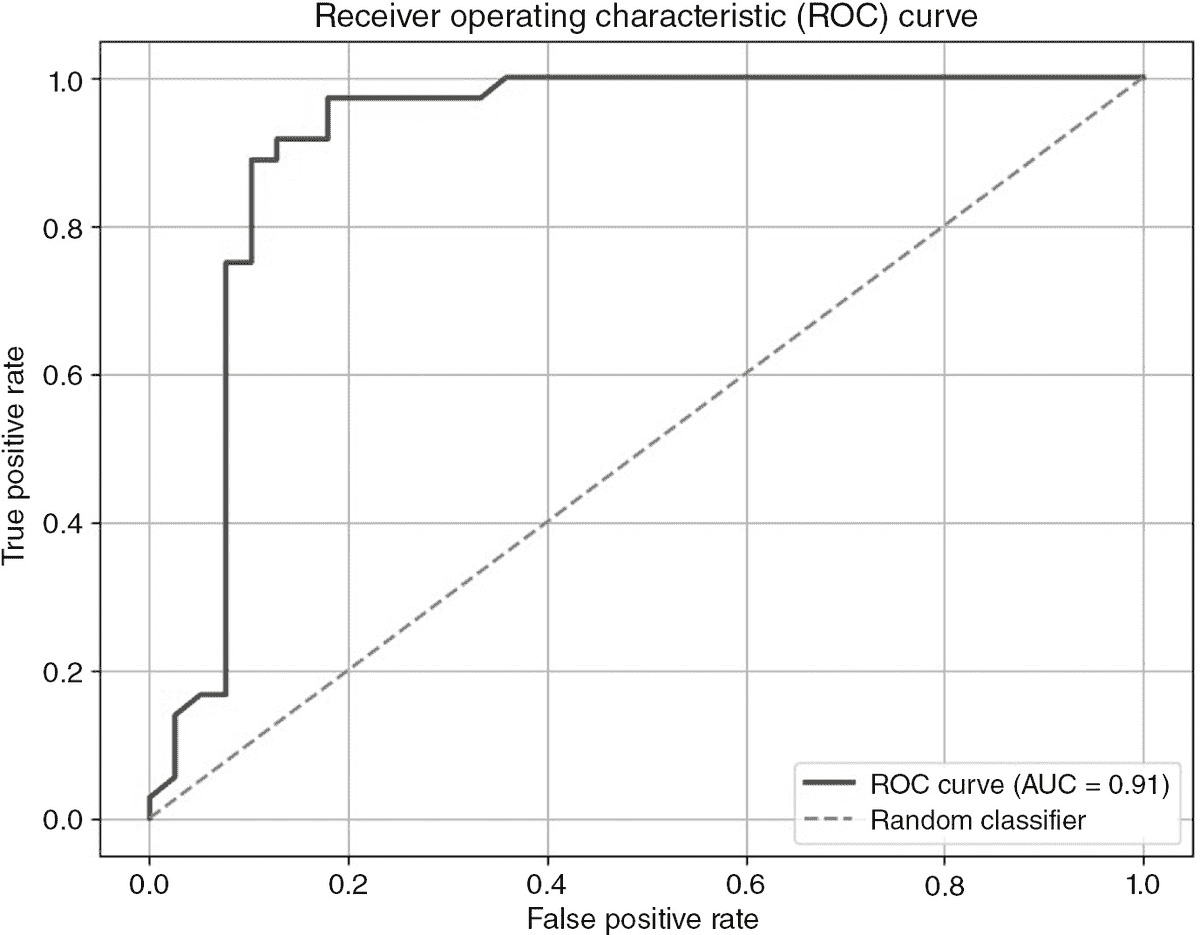 Receiver operating characteristic (ROC) curve
1.0
0.8
0.6
0.4
0.2
0.0
True positive rate
0.0 0.2 0.4 0.6 0.8 1.0
False positive rate
ROC curve (AUC = 0.91)
Random classifier